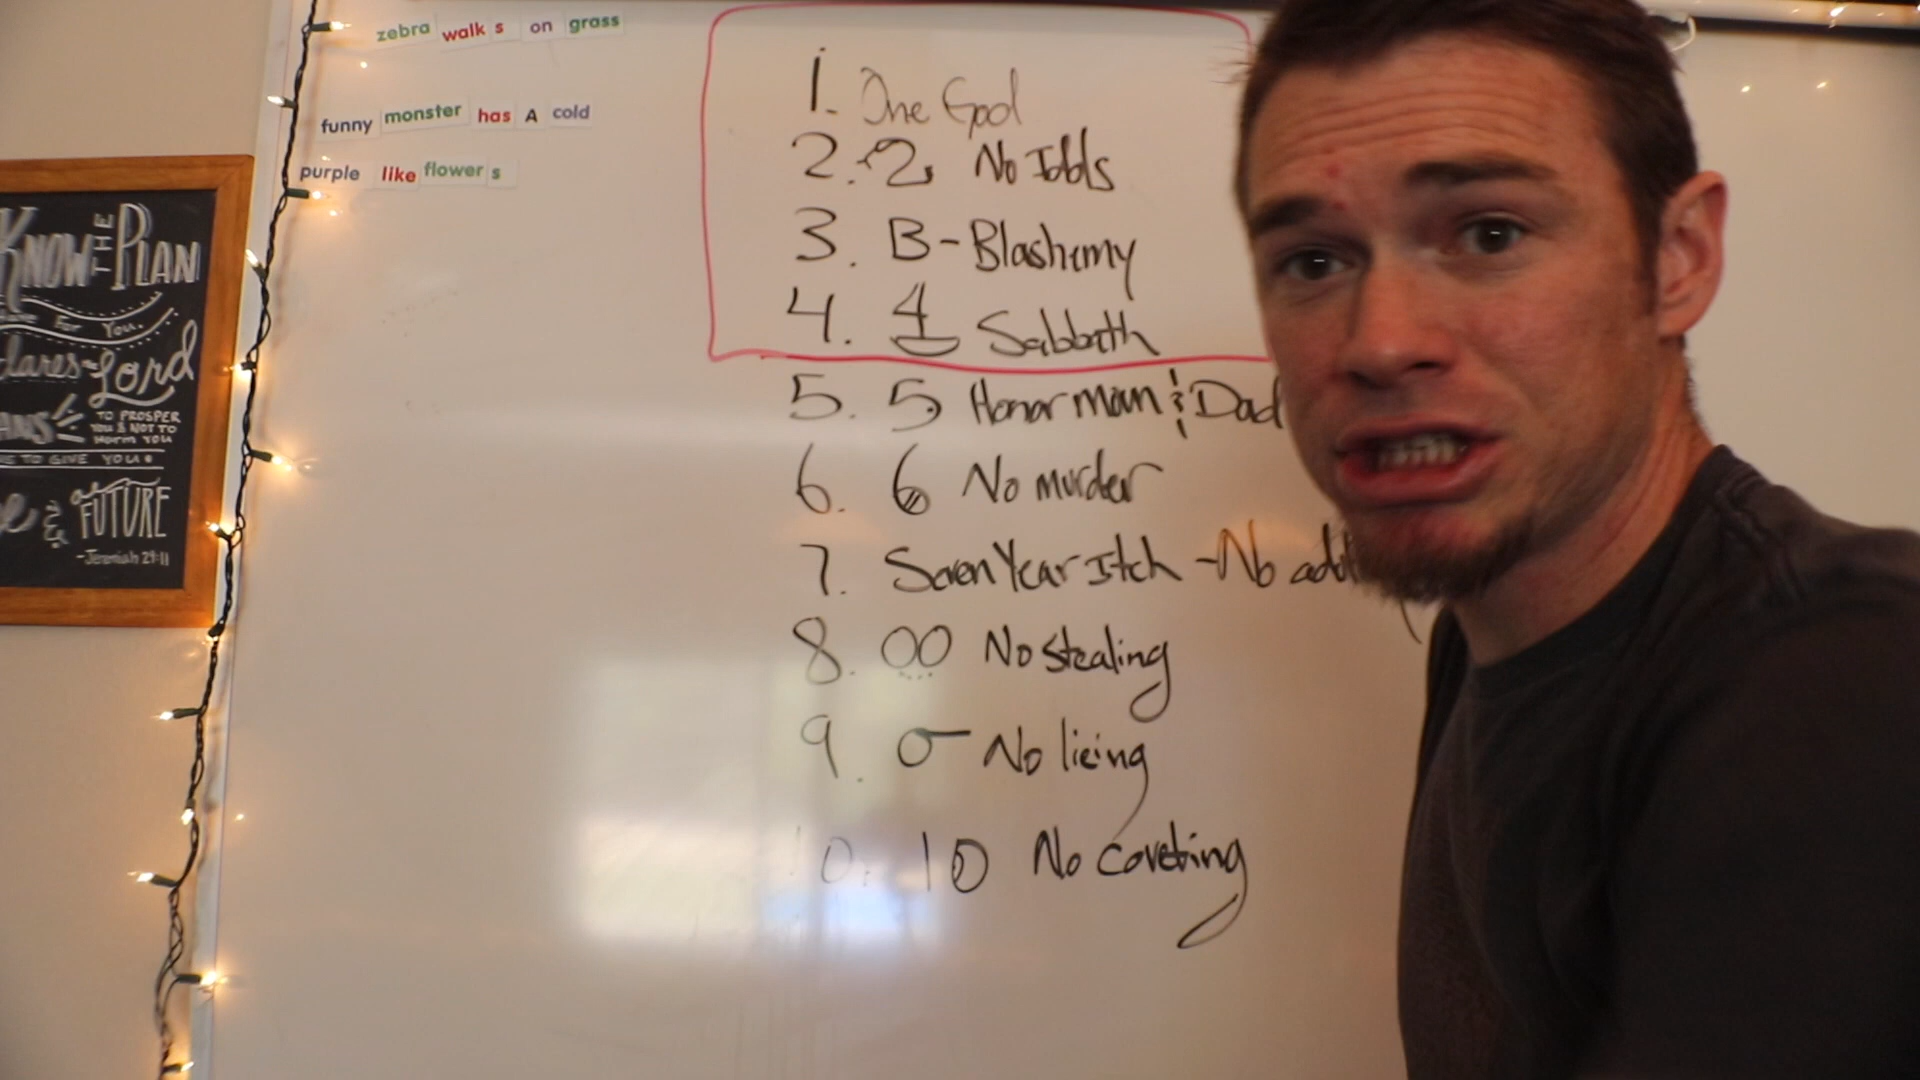 zebra walk s on grass
funny monster has A cold
purple like flower s
KNOW THE PLAN
For You.
clares the Lord
ANS TO PROSPER
YOU & NOT TO
HARM YOU
E TO GIVE YOU
e & a FUTURE
-Jeremiah 29:11
1. One God
2. 2 No Idols
3. B-Blashemy
4. 4 Sabbath
5. 5 Honor mom & Dad
6. 6 No murder
7. Seven Year Itch -No
8. 00 No stealing
9. No lieing
10. 10 No coveting